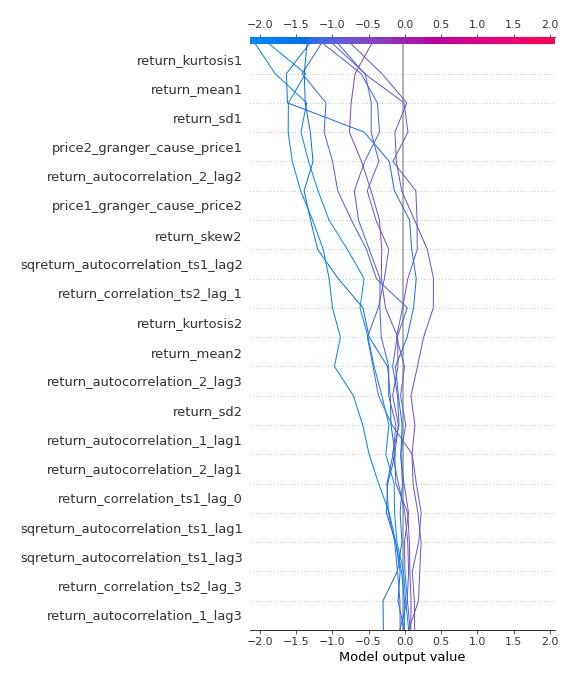 −2.0 −1.5 −1.0 −0.5 0.0 0.5 1.0 1.5 2.0
return_kurtosis1
return_mean1
return_sd1
price2_granger_cause_price1
return_autocorrelation_2_lag2
price1_granger_cause_price2
return_skew2
sqreturn_autocorrelation_ts1_lag2
return_correlation_ts2_lag_1
return_kurtosis2
return_mean2
return_autocorrelation_2_lag3
return_sd2
return_autocorrelation_1_lag1
return_autocorrelation_2_lag1
return_correlation_ts1_lag_0
sqreturn_autocorrelation_ts1_lag1
sqreturn_autocorrelation_ts1_lag3
return_correlation_ts2_lag_3
return_autocorrelation_1_lag3
−2.0 −1.5 −1.0 −0.5 0.0 0.5 1.0 1.5 2.0
Model output value